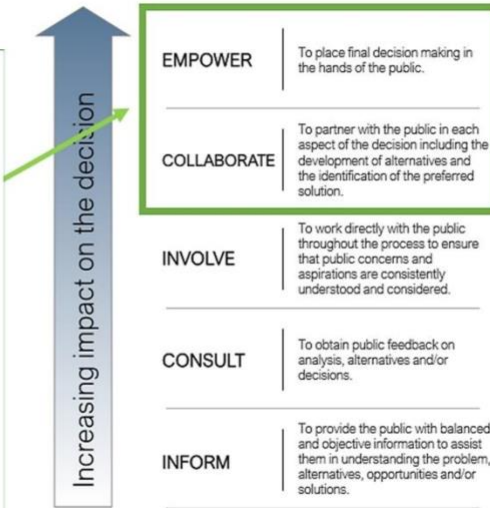 Increasing impact on the decision
EMPOWER
To place final decision making in
the hands of the public.
COLLABORATE
To partner with the public in each
aspect of the decision including the
development of alternatives and
the identification of the preferred
solution.
INVOLVE
To work directly with the public
throughout the process to ensure
that public concerns and
aspirations are consistently
understood and considered.
CONSULT
To obtain public feedback on
analysis, alternatives and/or
decisions.
INFORM
To provide the public with balanced
and objective information to assist
them in understanding the problem,
alternatives, opportunities and/or
solutions.